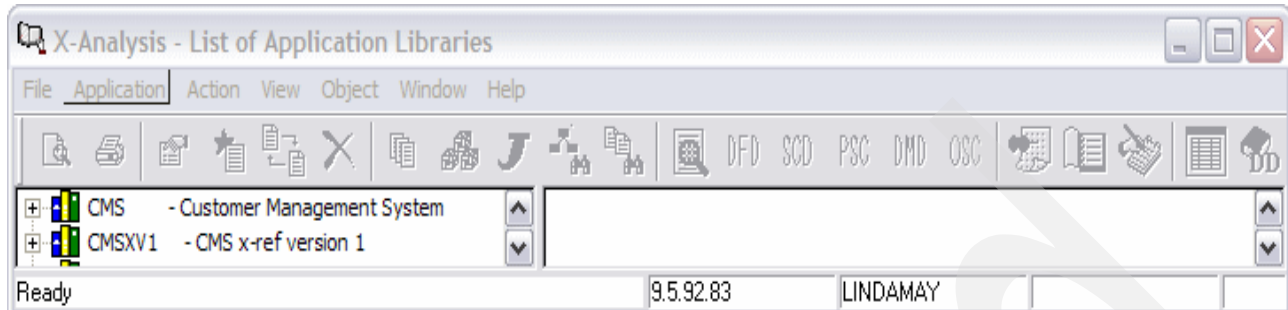 X-Analysis - List of Application Libraries
File Application Action View Object Window Help
DFD SCD PSC DMD OSC DD
CMS - Customer Management System
CMSXV1 - CMS x-ref version 1
Ready 9.5.92.83 LINDAMAY